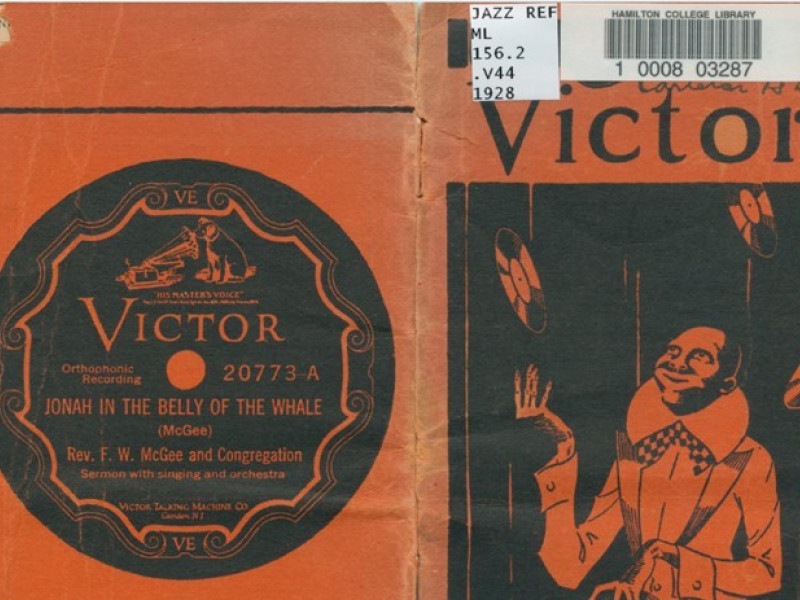 VE
"HIS MASTER'S VOICE"
VICTOR
Orthophonic
Recording
20773-A
JONAH IN THE BELLY OF THE WHALE
(McGee)
Rev. F. W. McGee and Congregation
Sermon with singing and orchestra
VICTOR TALKING MACHINE CO
Camden, N J
VE
JAZZ REF
ML
156.2
.V44
1928
HAMILTON COLLEGE LIBRARY
1 0008 03287
Victor